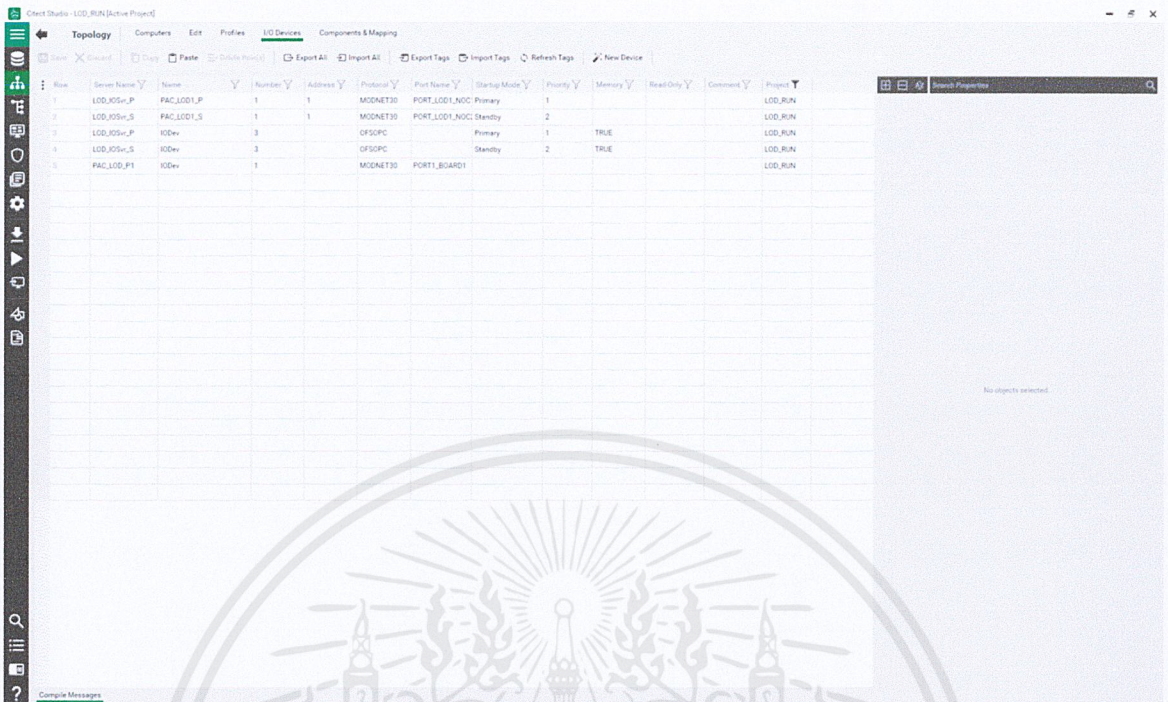 Citect Studio - LOD_RUN [Active Project]
Topology Computers Edit Profiles I/O Devices Components & Mapping
Save Discard Copy Paste Delete Row(s) Export All Import All Export Tags Import Tags Refresh Tags New Device
Row Server Name Name Number Address Protocol Port Name Startup Mode Priority Memory Read-Only Comment Project
1 LOD_IOSvr_P PAC_LOD1_P 1 1 MODNET30 PORT_LOD1_NOC Primary 1 LOD_RUN
2 LOD_IOSvr_S PAC_LOD1_S 1 1 MODNET30 PORT_LOD1_NOC Standby 2 LOD_RUN
3 LOD_IOSvr_P IODev 3 OFSOPC Primary 1 TRUE LOD_RUN
4 LOD_IOSvr_S IODev 3 OFSOPC Standby 2 TRUE LOD_RUN
5 PAC_LOD_P1 IODev 1 MODNET30 PORT1_BOARD1 LOD_RUN
Search Properties
No objects selected.
Compile Messages